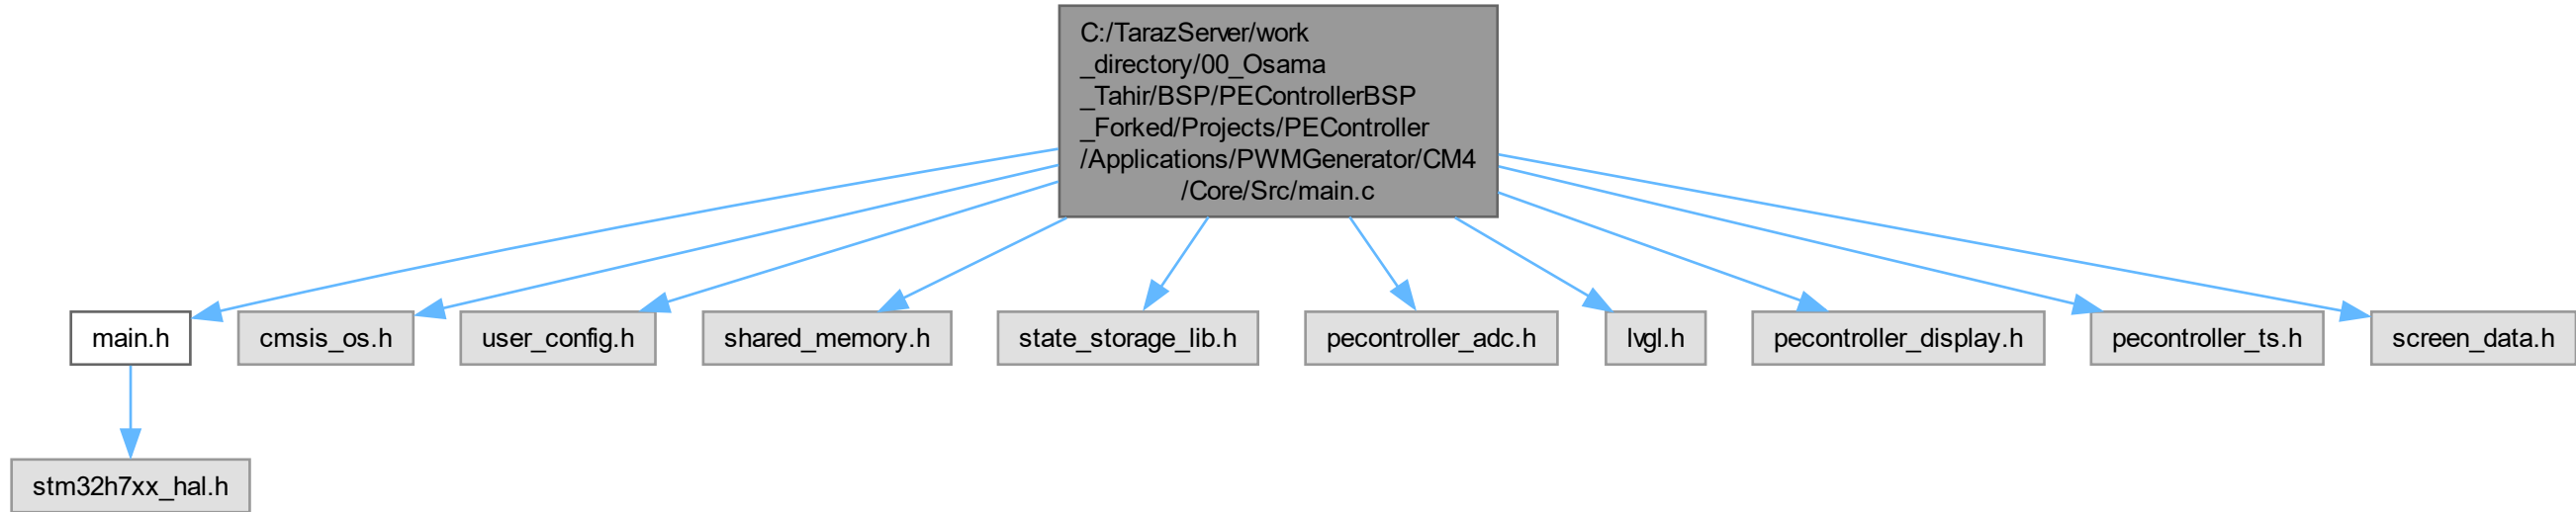 C:/TarazServer/work
_directory/00_Osama
_Tahir/BSP/PEControllerBSP
_Forked/Projects/PEController
/Applications/PWMGenerator/CM4
/Core/Src/main.c
main.h
cmsis_os.h
user_config.h
shared_memory.h
state_storage_lib.h
pecontroller_adc.h
lvgl.h
pecontroller_display.h
pecontroller_ts.h
screen_data.h
stm32h7xx_hal.h